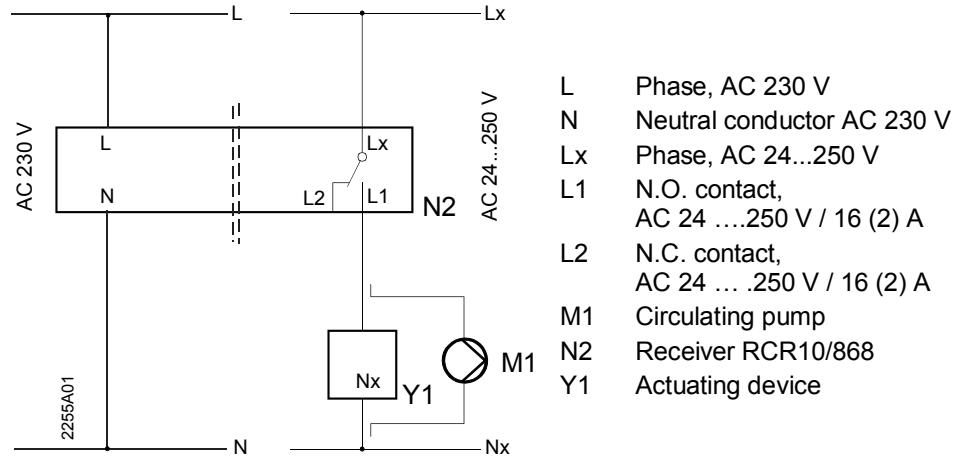 L
Lx
AC 230 V
L
N
Lx
L2
L1
N2
AC 24...250 V
Nx
Y1
M1
2255A01
N
Nx
L Phase, AC 230 V
N Neutral conductor AC 230 V
Lx Phase, AC 24...250 V
L1 N.O. contact,
AC 24 ….250 V / 16 (2) A
L2 N.C. contact,
AC 24 … .250 V / 16 (2) A
M1 Circulating pump
N2 Receiver RCR10/868
Y1 Actuating device